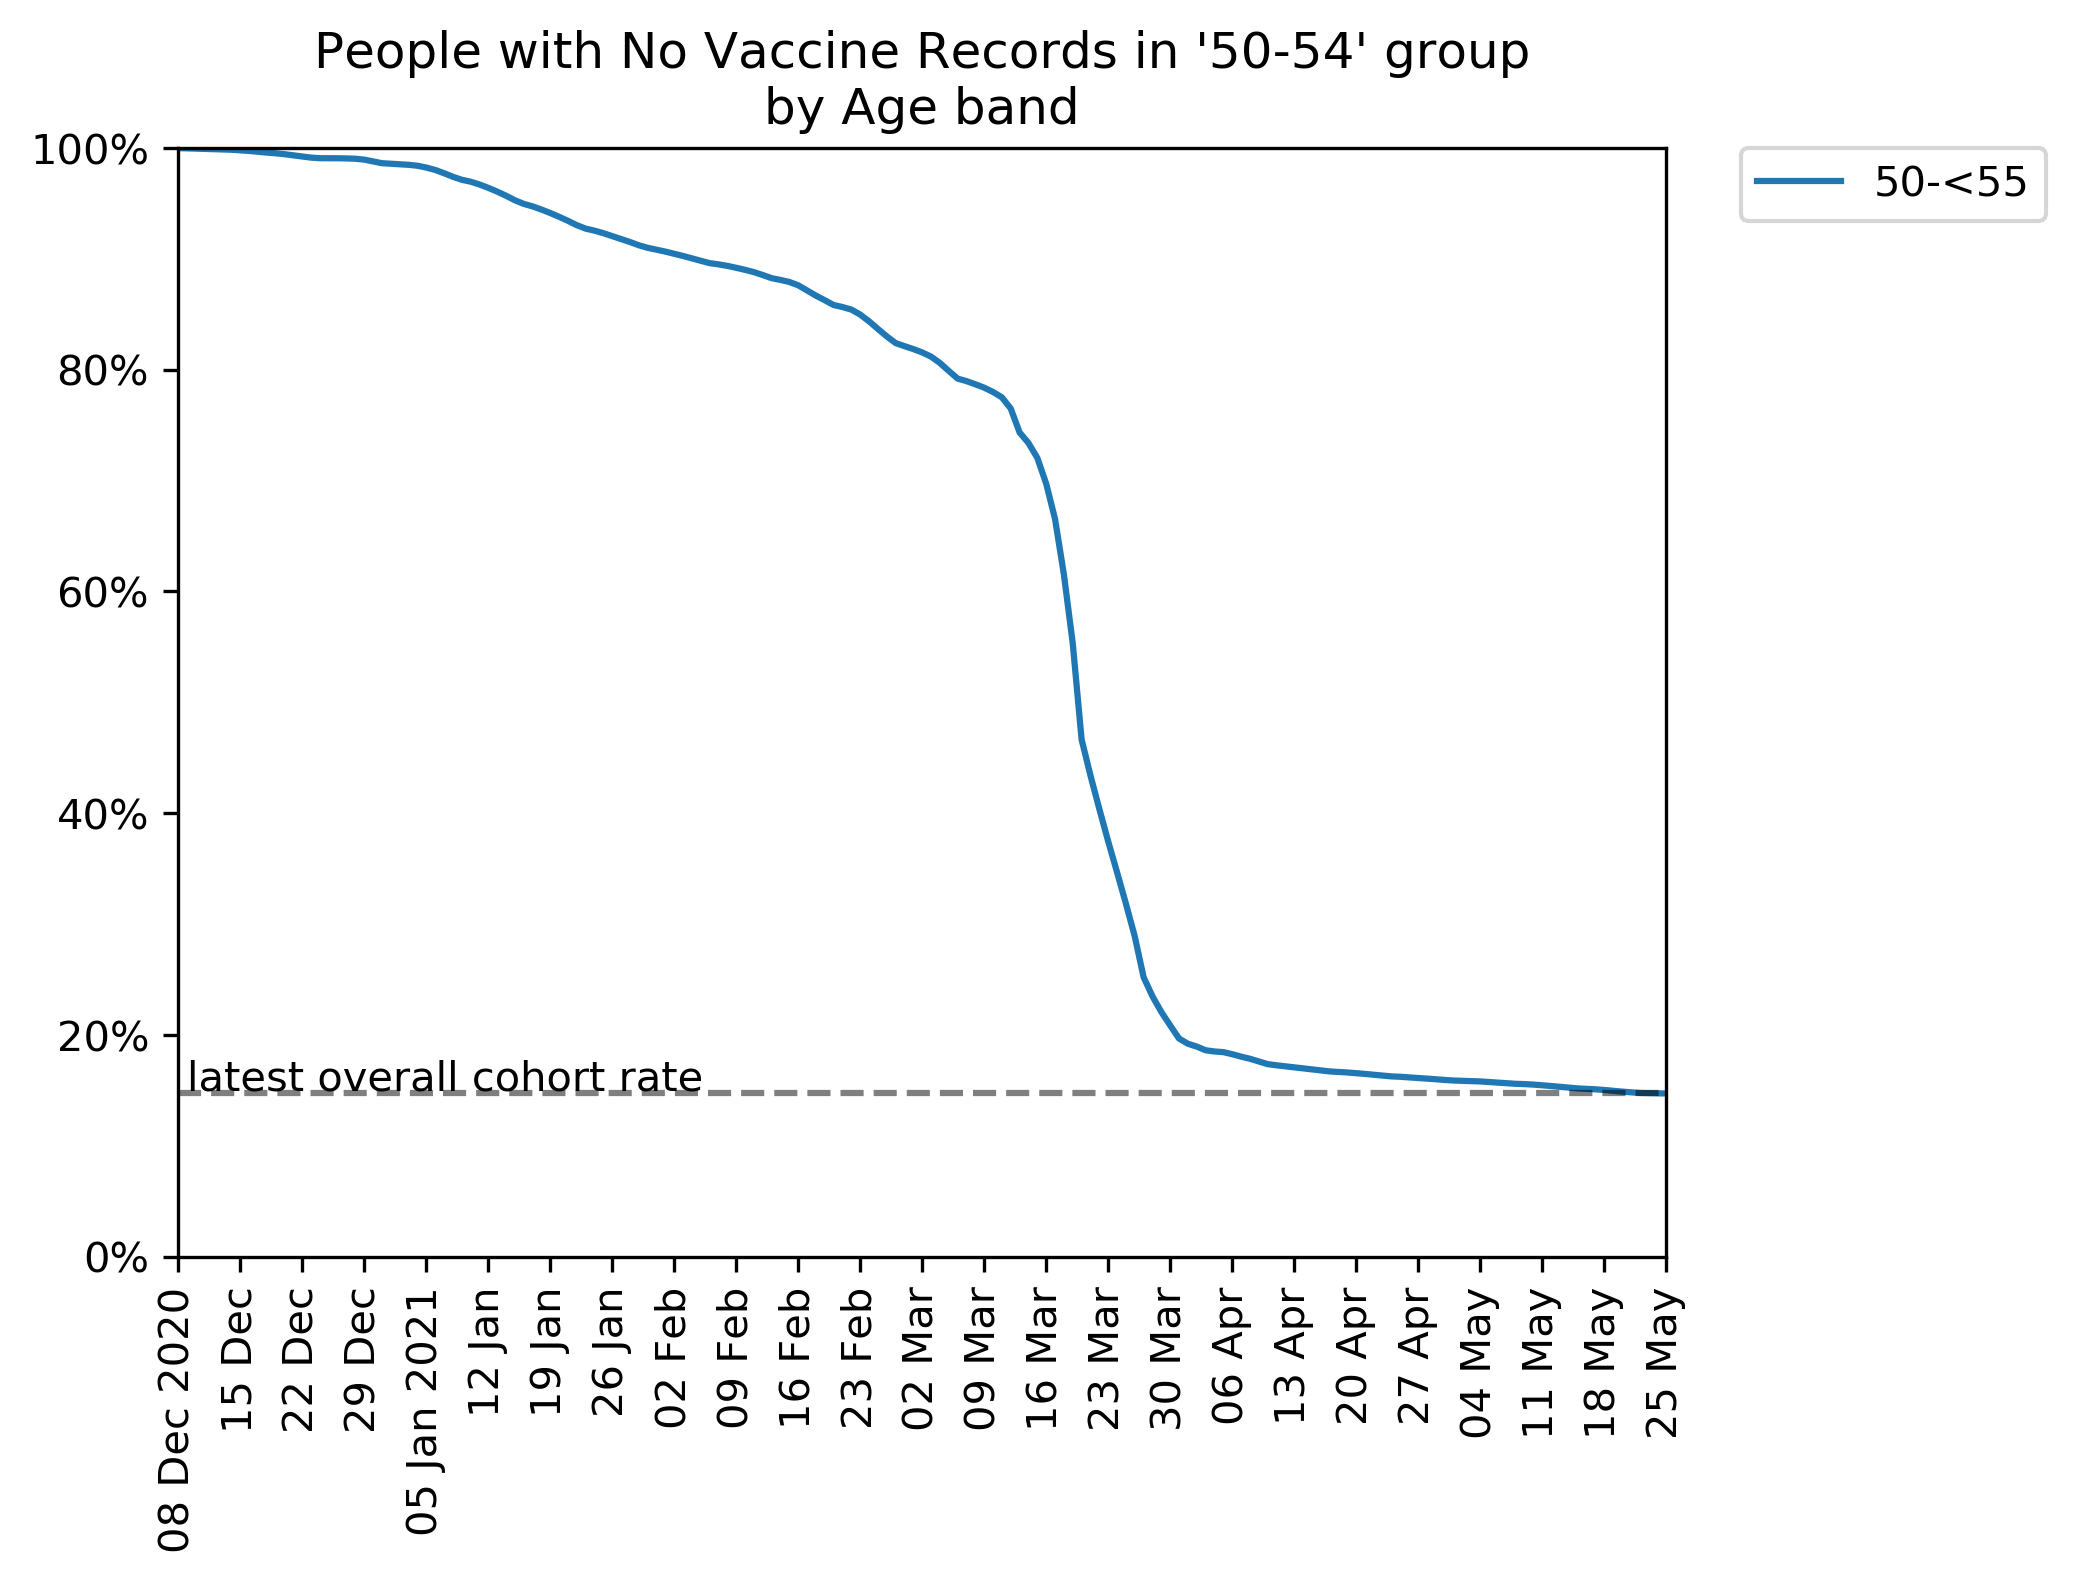 People with No Vaccine Records in '50-54' group
by Age band
100%
80%
60%
40%
20%
0%
50-<55
latest overall cohort rate
08 Dec 2020
15 Dec
22 Dec
29 Dec
05 Jan 2021
12 Jan
19 Jan
26 Jan
02 Feb
09 Feb
16 Feb
23 Feb
02 Mar
09 Mar
16 Mar
23 Mar
30 Mar
06 Apr
13 Apr
20 Apr
27 Apr
04 May
11 May
18 May
25 May